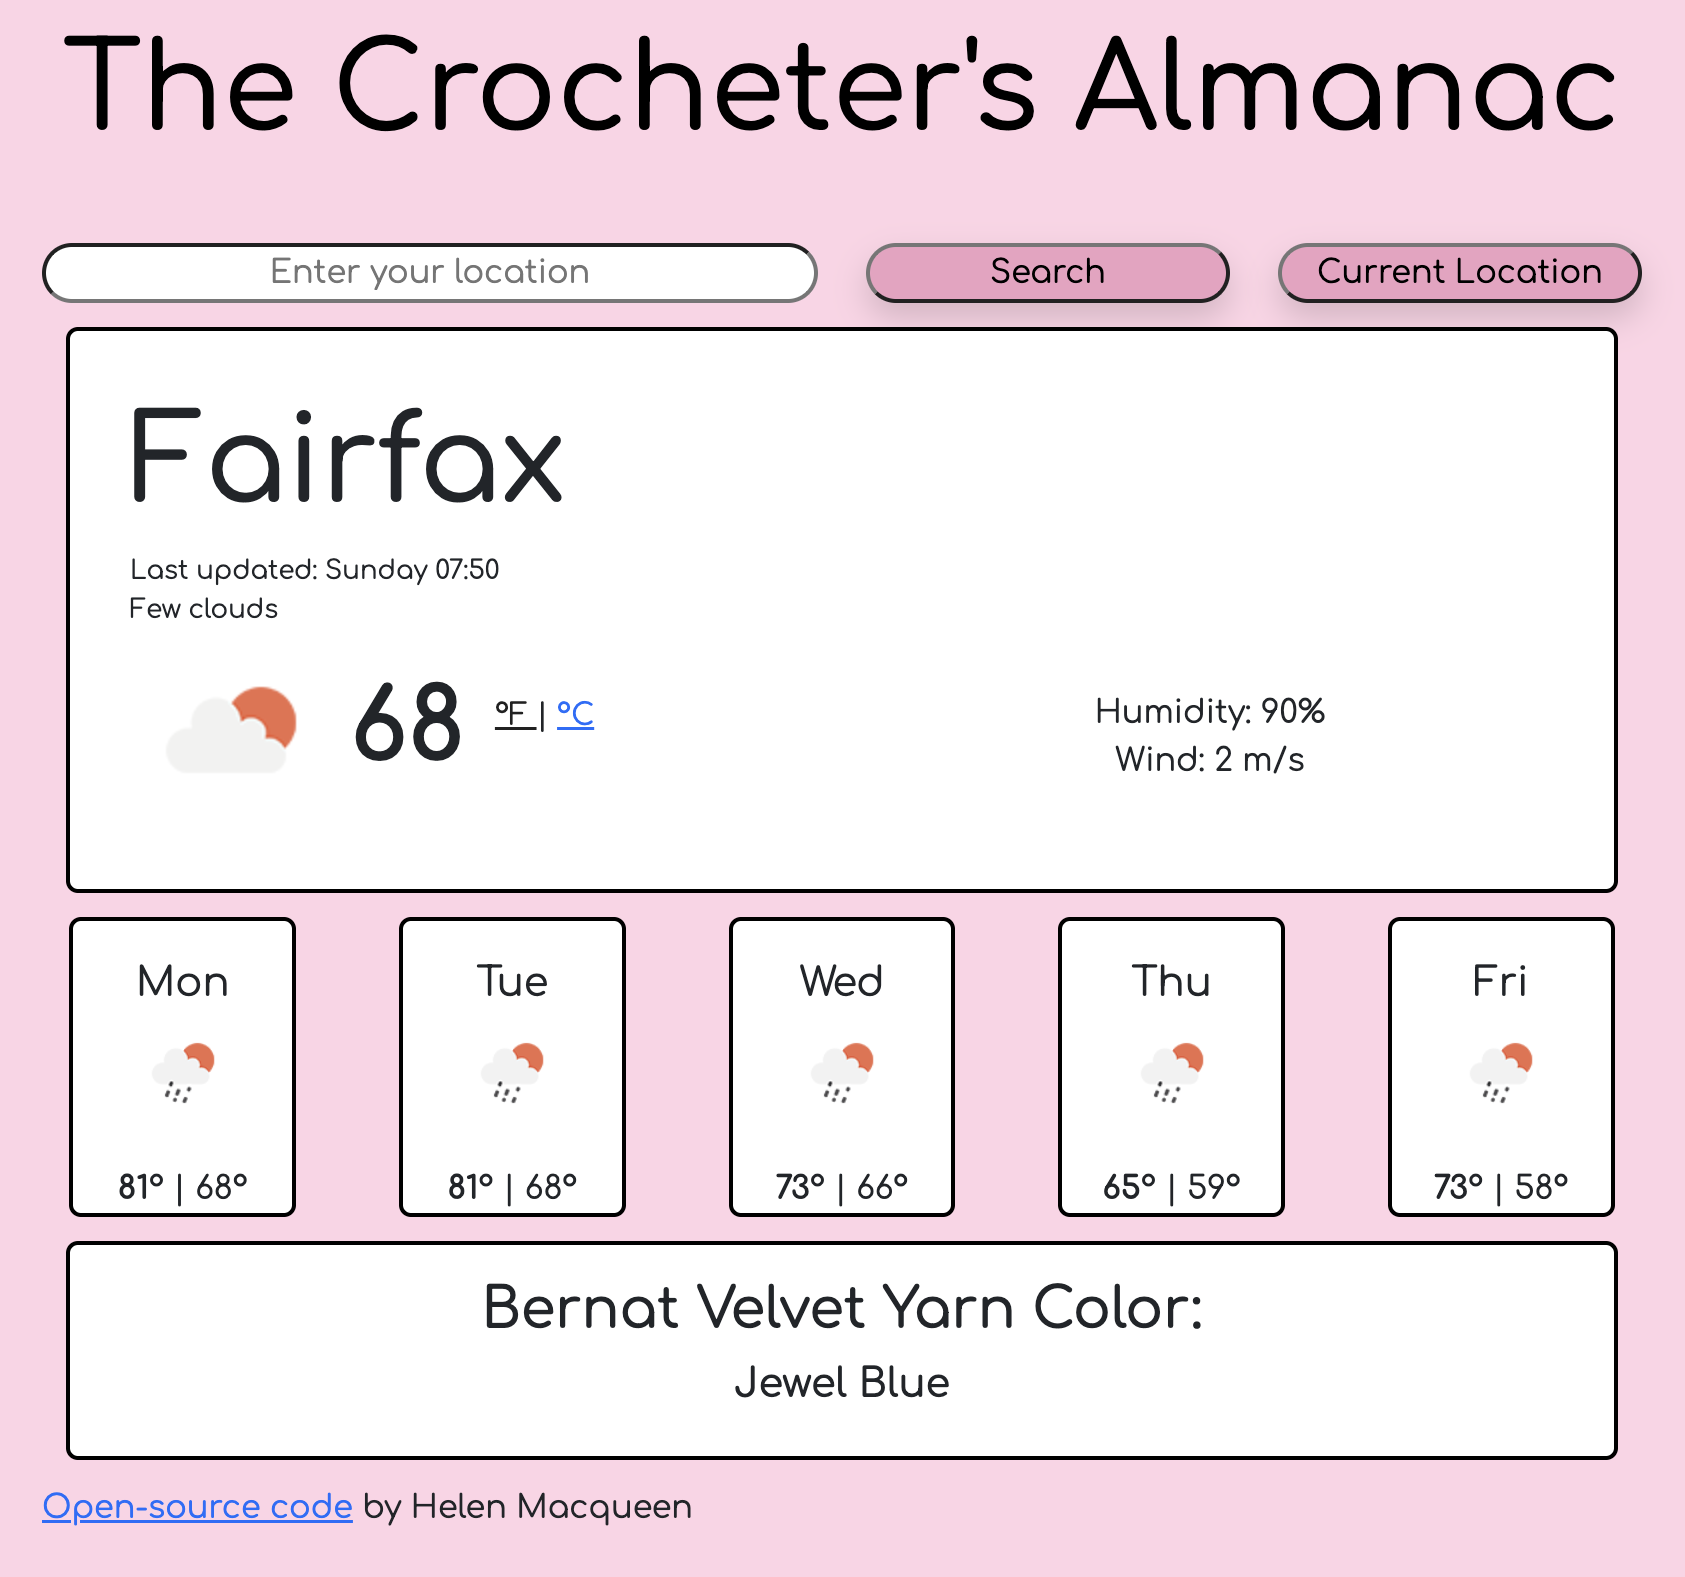 The Crocheter's Almanac
Enter your location
Search
Current Location
Fairfax
Last updated: Sunday 07:50
Few clouds
68 °F | °C
Humidity: 90%
Wind: 2 m/s
Mon
81° | 68°
Tue
81° | 68°
Wed
73° | 66°
Thu
65° | 59°
Fri
73° | 58°
Bernat Velvet Yarn Color:
Jewel Blue
Open-source code by Helen Macqueen